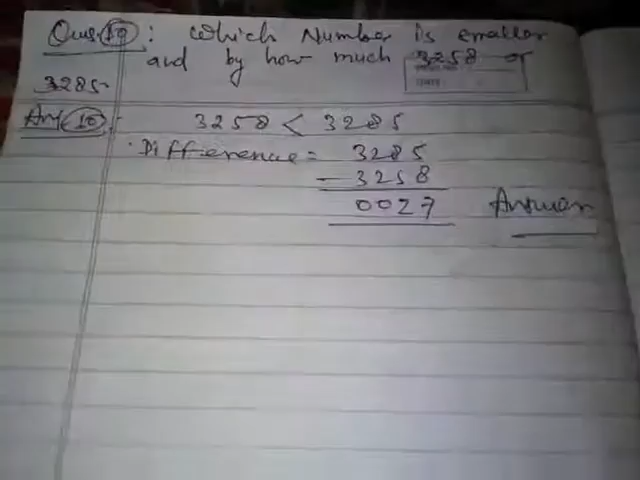 Ques. 10 : Which Number is smaller
and by how much 3258 or
3285.
Ans 10 :- 3258 < 3285
Difference = 3285
- 3258
0027 Answer